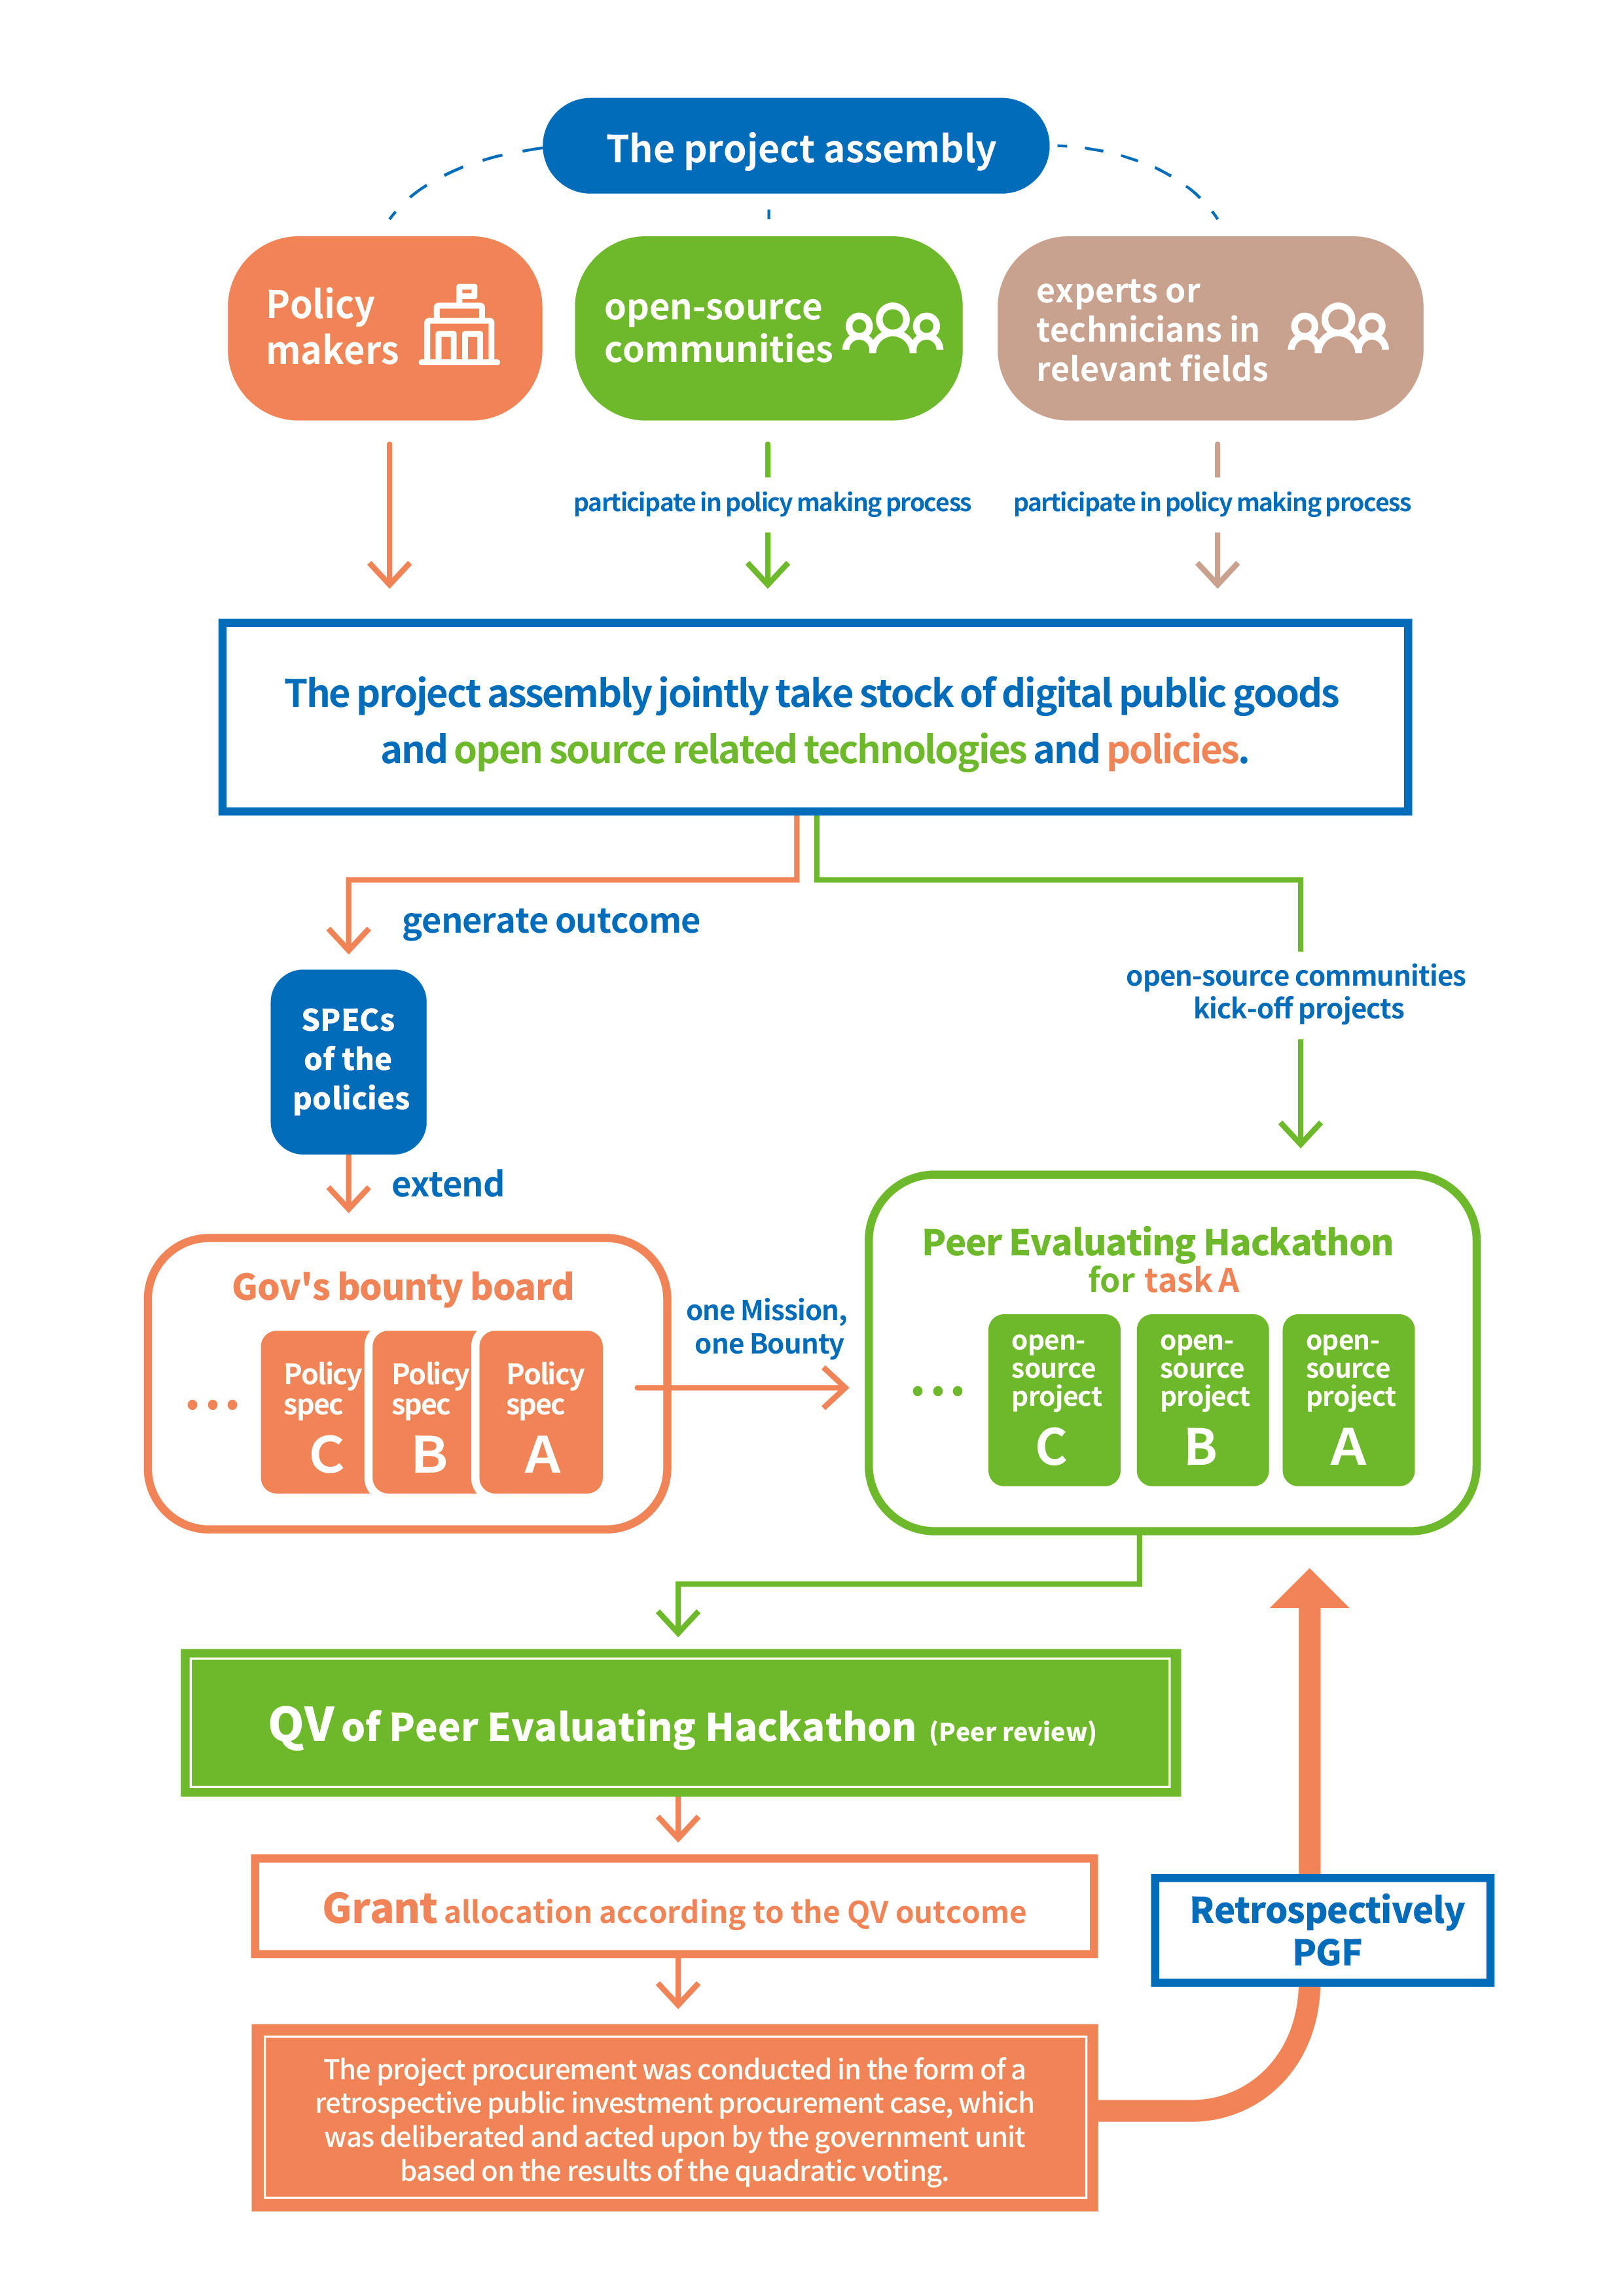 The project assembly
Policy
makers
open-source
communities
experts or
technicians in
relevant fields
participate in policy making process
participate in policy making process
The project assembly jointly take stock of digital public goods
and open source related technologies and policies.
generate outcome
open-source communities
kick-off projects
SPECs
of the
policies
extend
Gov's bounty board
Policy
spec
C
Policy
spec
B
Policy
spec
A
one Mission,
one Bounty
Peer Evaluating Hackathon
for task A
open-
source
project
C
open-
source
project
B
open-
source
project
A
QV of Peer Evaluating Hackathon (Peer review)
Grant allocation according to the QV outcome
Retrospectively
PGF
The project procurement was conducted in the form of a
retrospective public investment procurement case, which
was deliberated and acted upon by the government unit
based on the results of the quadratic voting.